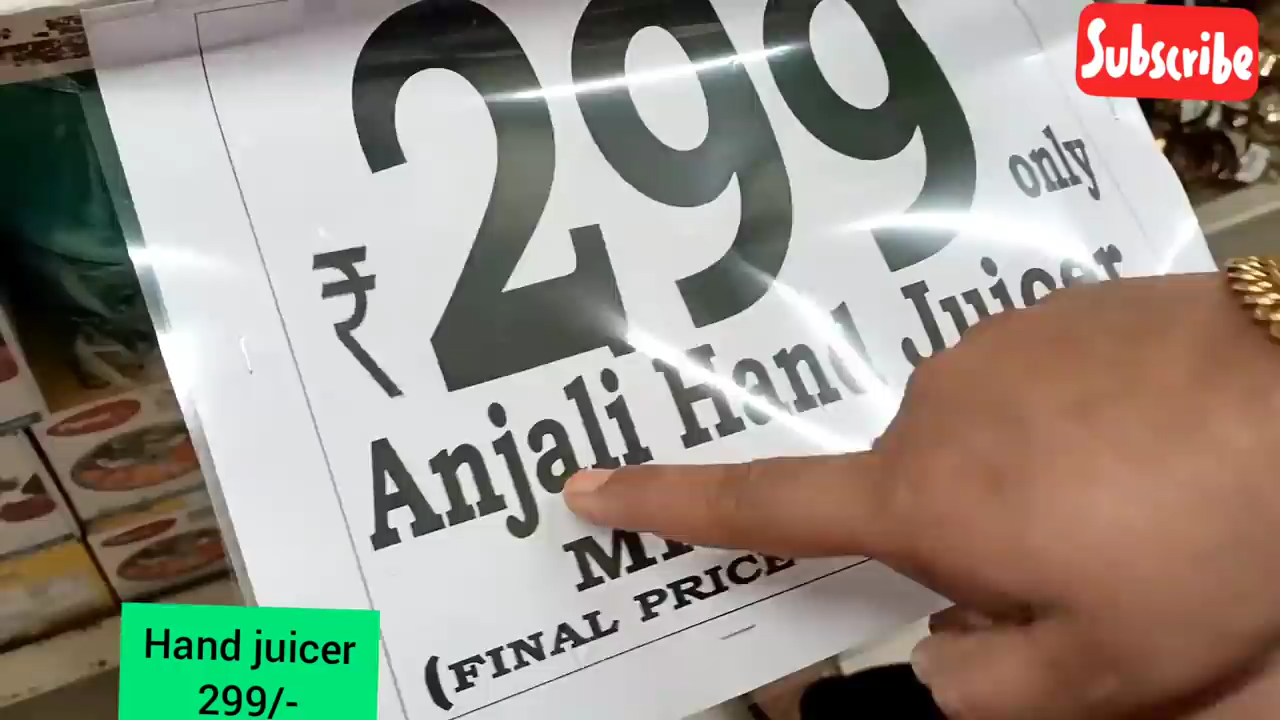 Subscribe
₹ 299 only
Anjali Hand Juicer
(FINAL PRICE
Hand juicer
299/-